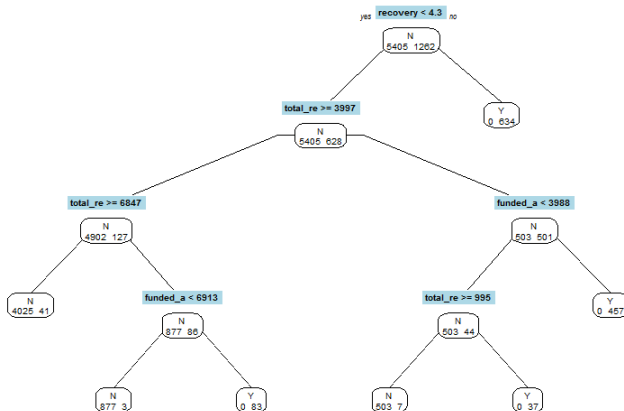 yes recovery < 4.3 no
N
5405 1262
total_re >= 3997
Y
0 634
N
5405 628
total_re >= 6847
funded_a < 3988
N
4902 127
N
503 501
N
4025 41
funded_a < 6913
total_re >= 995
Y
0 457
N
877 86
N
503 44
N
877 3
Y
0 83
N
503 7
Y
0 37